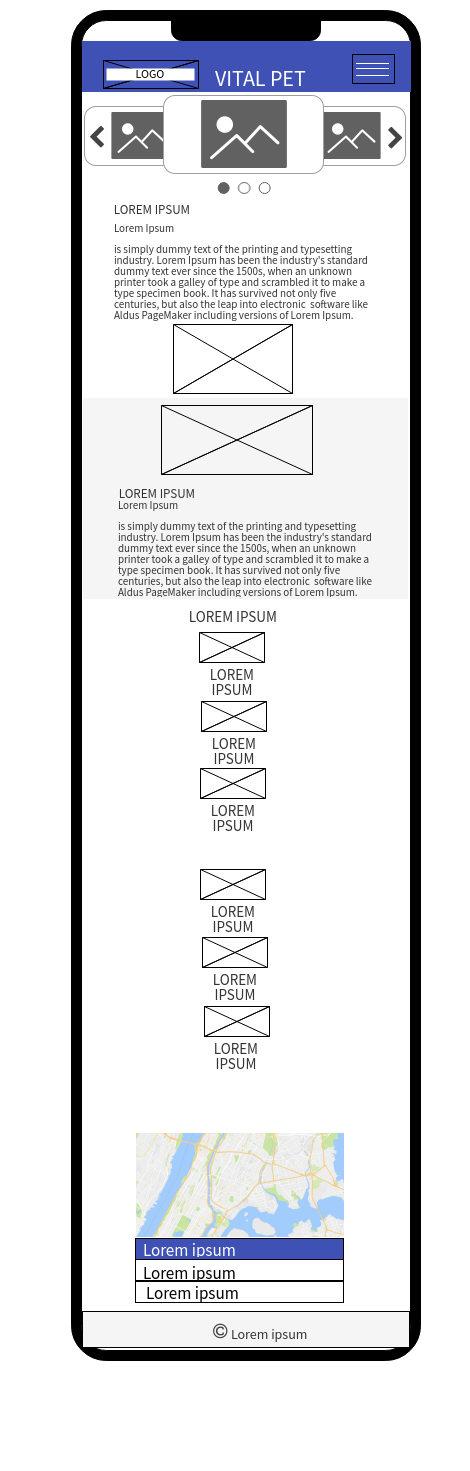 LOGO
VITAL PET
LOREM IPSUM
Lorem Ipsum
is simply dummy text of the printing and typesetting
industry. Lorem Ipsum has been the industry's standard
dummy text ever since the 1500s, when an unknown
printer took a galley of type and scrambled it to make a
type specimen book. It has survived not only five
centuries, but also the leap into electronic  software like
Aldus PageMaker including versions of Lorem Ipsum.
LOREM IPSUM
Lorem Ipsum
is simply dummy text of the printing and typesetting
industry. Lorem Ipsum has been the industry's standard
dummy text ever since the 1500s, when an unknown
printer took a galley of type and scrambled it to make a
type specimen book. It has survived not only five
centuries, but also the leap into electronic  software like
Aldus PageMaker including versions of Lorem Ipsum.
LOREM IPSUM
LOREM
IPSUM
LOREM
IPSUM
LOREM
IPSUM
LOREM
IPSUM
LOREM
IPSUM
LOREM
IPSUM
Lorem ipsum
Lorem ipsum
Lorem ipsum
© Lorem ipsum